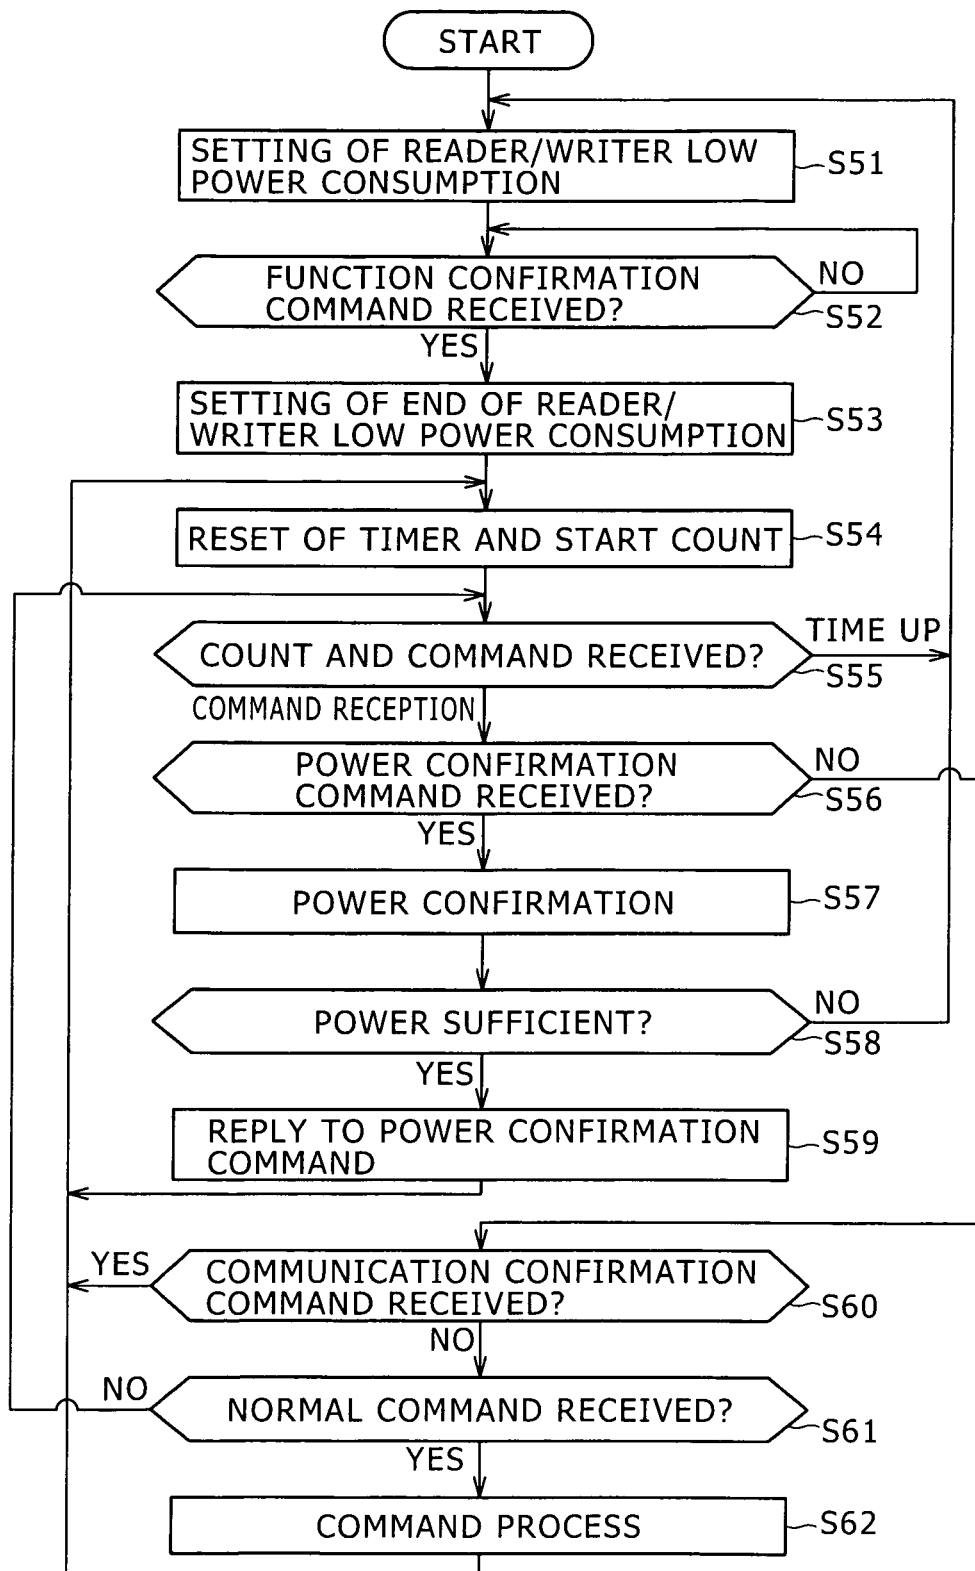 START
SETTING OF READER/WRITER LOW
POWER CONSUMPTION
S51
FUNCTION CONFIRMATION
COMMAND RECEIVED?
NO
S52
YES
SETTING OF END OF READER/
WRITER LOW POWER CONSUMPTION
S53
RESET OF TIMER AND START COUNT
S54
COUNT AND COMMAND RECEIVED?
TIME UP
S55
COMMAND RECEPTION
POWER CONFIRMATION
COMMAND RECEIVED?
NO
S56
YES
POWER CONFIRMATION
S57
POWER SUFFICIENT?
NO
S58
YES
REPLY TO POWER CONFIRMATION
COMMAND
S59
YES
COMMUNICATION CONFIRMATION
COMMAND RECEIVED?
S60
NO
NO
NORMAL COMMAND RECEIVED?
S61
YES
COMMAND PROCESS
S62